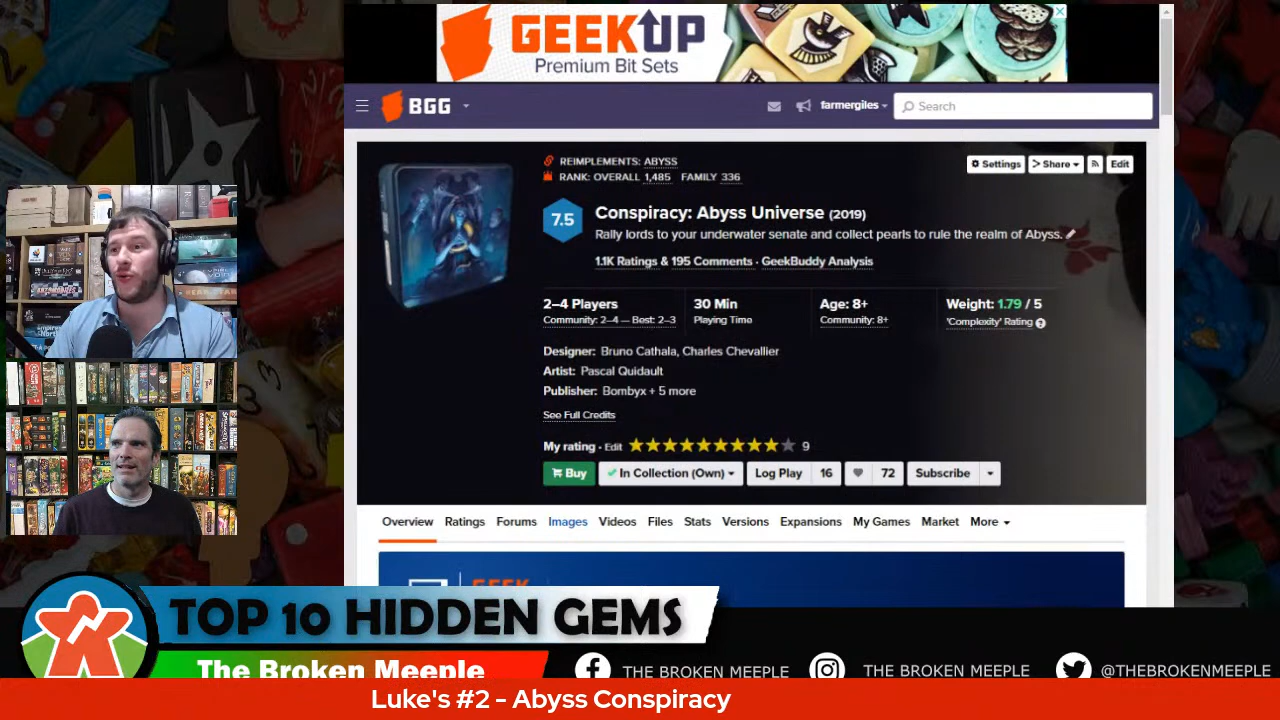 GEEKUP
Premium Bit Sets
BGG
farmergiles
Search
REIMPLEMENTS: ABYSS
RANK: OVERALL 1,485 FAMILY 336
Settings
Share
Edit
7.5
Conspiracy: Abyss Universe (2019)
Rally lords to your underwater senate and collect pearls to rule the realm of Abyss.
1.1K Ratings & 195 Comments · GeekBuddy Analysis
2–4 Players
30 Min
Age: 8+
Weight: 1.79 / 5
Community: 2–4 — Best: 2–3
Playing Time
Community: 8+
'Complexity' Rating ?
Designer: Bruno Cathala, Charles Chevallier
Artist: Pascal Quidault
Publisher: Bombyx + 5 more
See Full Credits
My rating · Edit
9
Buy
In Collection (Own)
Log Play
16
72
Subscribe
Overview Ratings Forums Images Videos Files Stats Versions Expansions My Games Market More
GEEK
TOP 10 HIDDEN GEMS
The Broken Meeple
THE BROKEN MEEPLE
THE BROKEN MEEPLE
@THEBROKENMEEPLE
Luke's #2 - Abyss Conspiracy